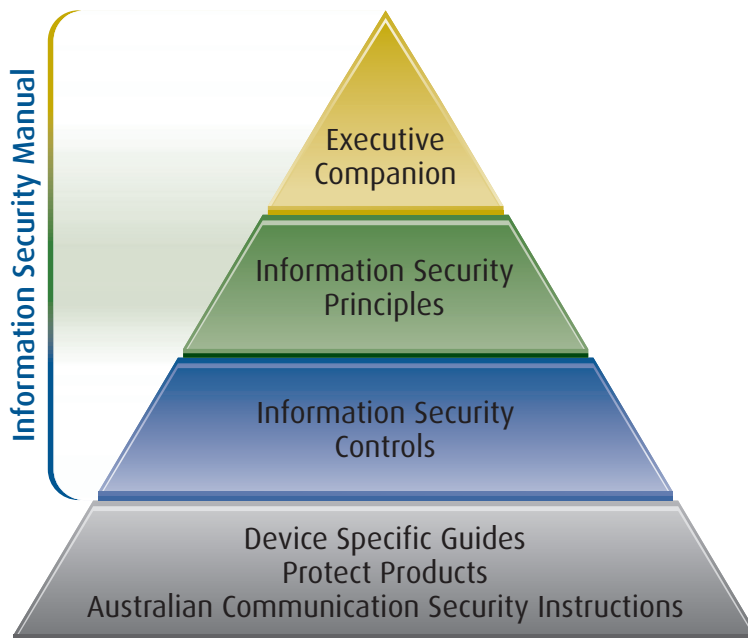 Information Security Manual
Executive
Companion
Information Security
Principles
Information Security
Controls
Device Specific Guides
Protect Products
Australian Communication Security Instructions